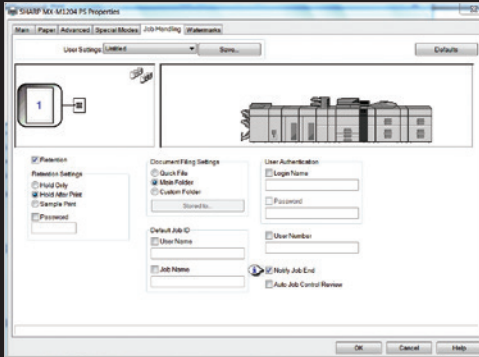 SHARP MX-M1204 PS Properties
Main Paper Advanced Special Modes Job Handling Watermarks
User Settings: Untitled Save... Defaults
1
Retention
Retention Settings
Hold Only
Hold After Print
Sample Print
Password
Document Filing Settings
Quick File
Main Folder
Custom Folder
Stored to...
Default Job ID
User Name
Job Name
User Authentication
Login Name
Password
User Number
Notify Job End
Auto Job Control Review
OK Cancel Help